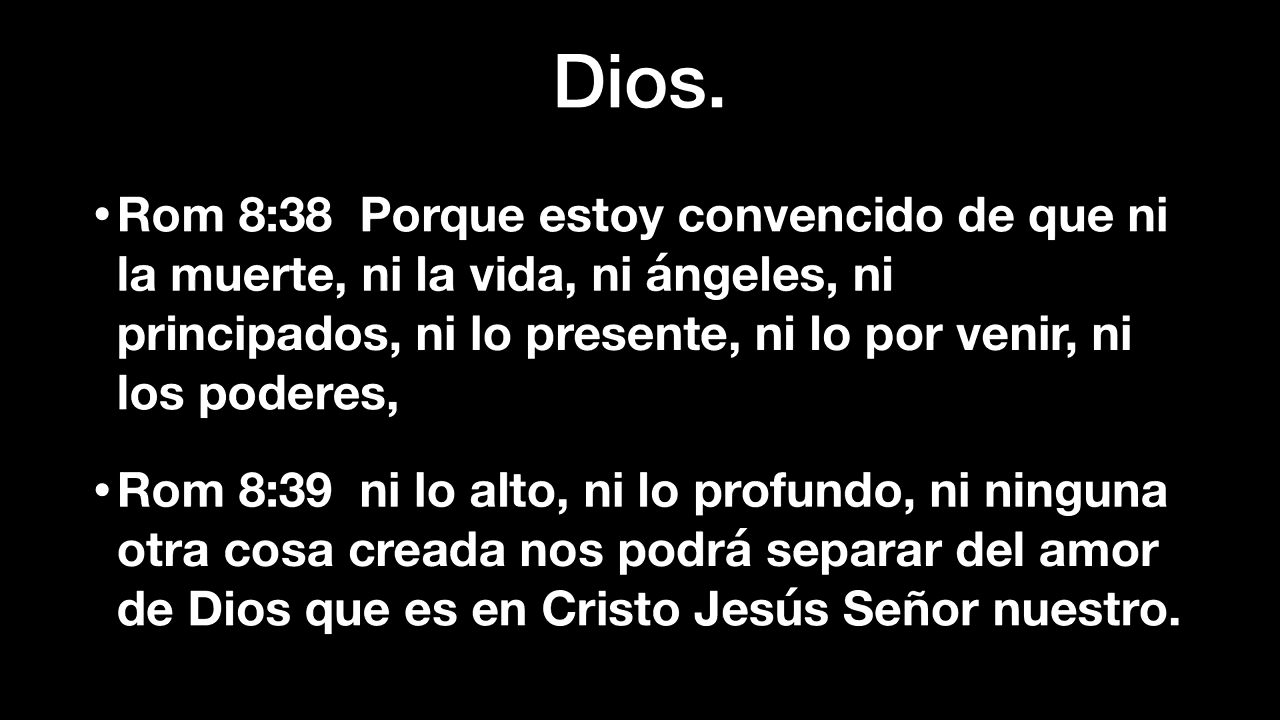 Dios.
• Rom 8:38  Porque estoy convencido de que ni
la muerte, ni la vida, ni ángeles, ni
principados, ni lo presente, ni lo por venir, ni
los poderes,
• Rom 8:39  ni lo alto, ni lo profundo, ni ninguna
otra cosa creada nos podrá separar del amor
de Dios que es en Cristo Jesús Señor nuestro.